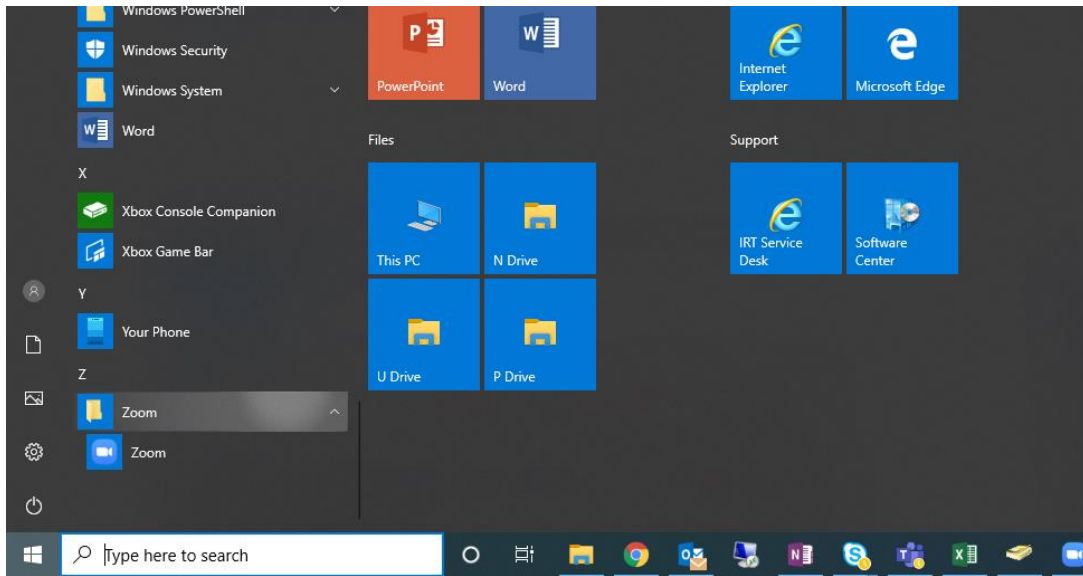 Windows PowerShell
Windows Security
Windows System
Word
X
Xbox Console Companion
Xbox Game Bar
Y
Your Phone
Z
Zoom
Zoom
PowerPoint
Word
Files
This PC
N Drive
U Drive
P Drive
Internet
Explorer
Microsoft Edge
Support
IRT Service
Desk
Software
Center
Type here to search